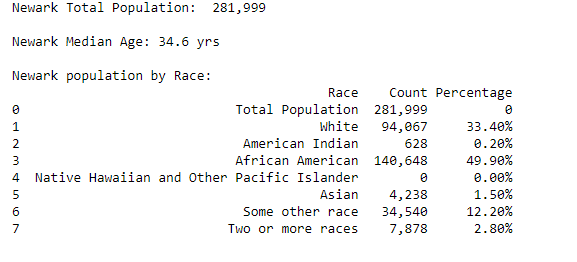 Newark Total Population:  281,999
Newark Median Age: 34.6 yrs
Newark population by Race:
Race    Count Percentage
0                           Total Population  281,999          0
1                                      White   94,067     33.40%
2                            American Indian      628      0.20%
3                           African American  140,648     49.90%
4  Native Hawaiian and Other Pacific Islander        0      0.00%
5                                      Asian    4,238      1.50%
6                            Some other race   34,540     12.20%
7                          Two or more races    7,878      2.80%